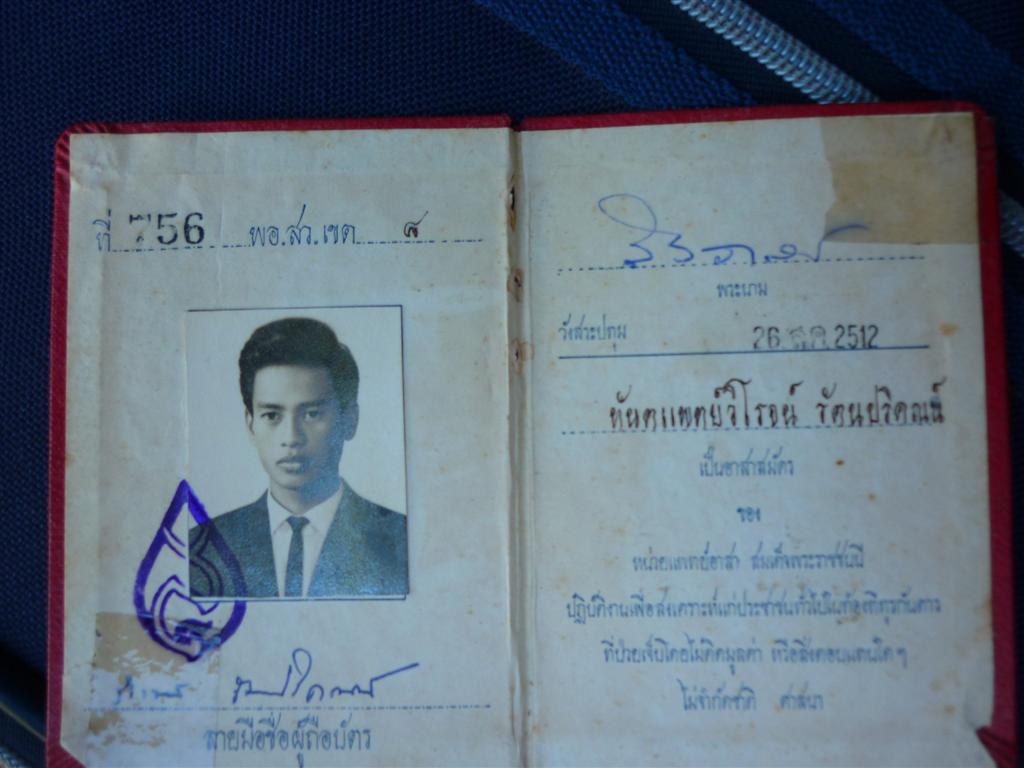 ที่ 756 พอ.สว.เขต ๘
ลายมือชื่อผู้ถือบัตร
พระนาม
วังสระปทุม 26 ต.ค. 2512
ทันตแพทย์วิโรจน์ รัตนปริคณน์
เป็นอาสาสมัคร
ของ
หน่วยแพทย์อาสา สมเด็จพระราชชนนี
ปฏิบัติงานเพื่อสงเคราะห์แก่ประชาชนทั่วไปในท้องที่ทุรกันดาร
ที่ป่วยเจ็บโดยไม่คิดมูลค่า หรือสิ่งตอบแทนใด ๆ
ไม่จำกัดชาติ ศาสนา